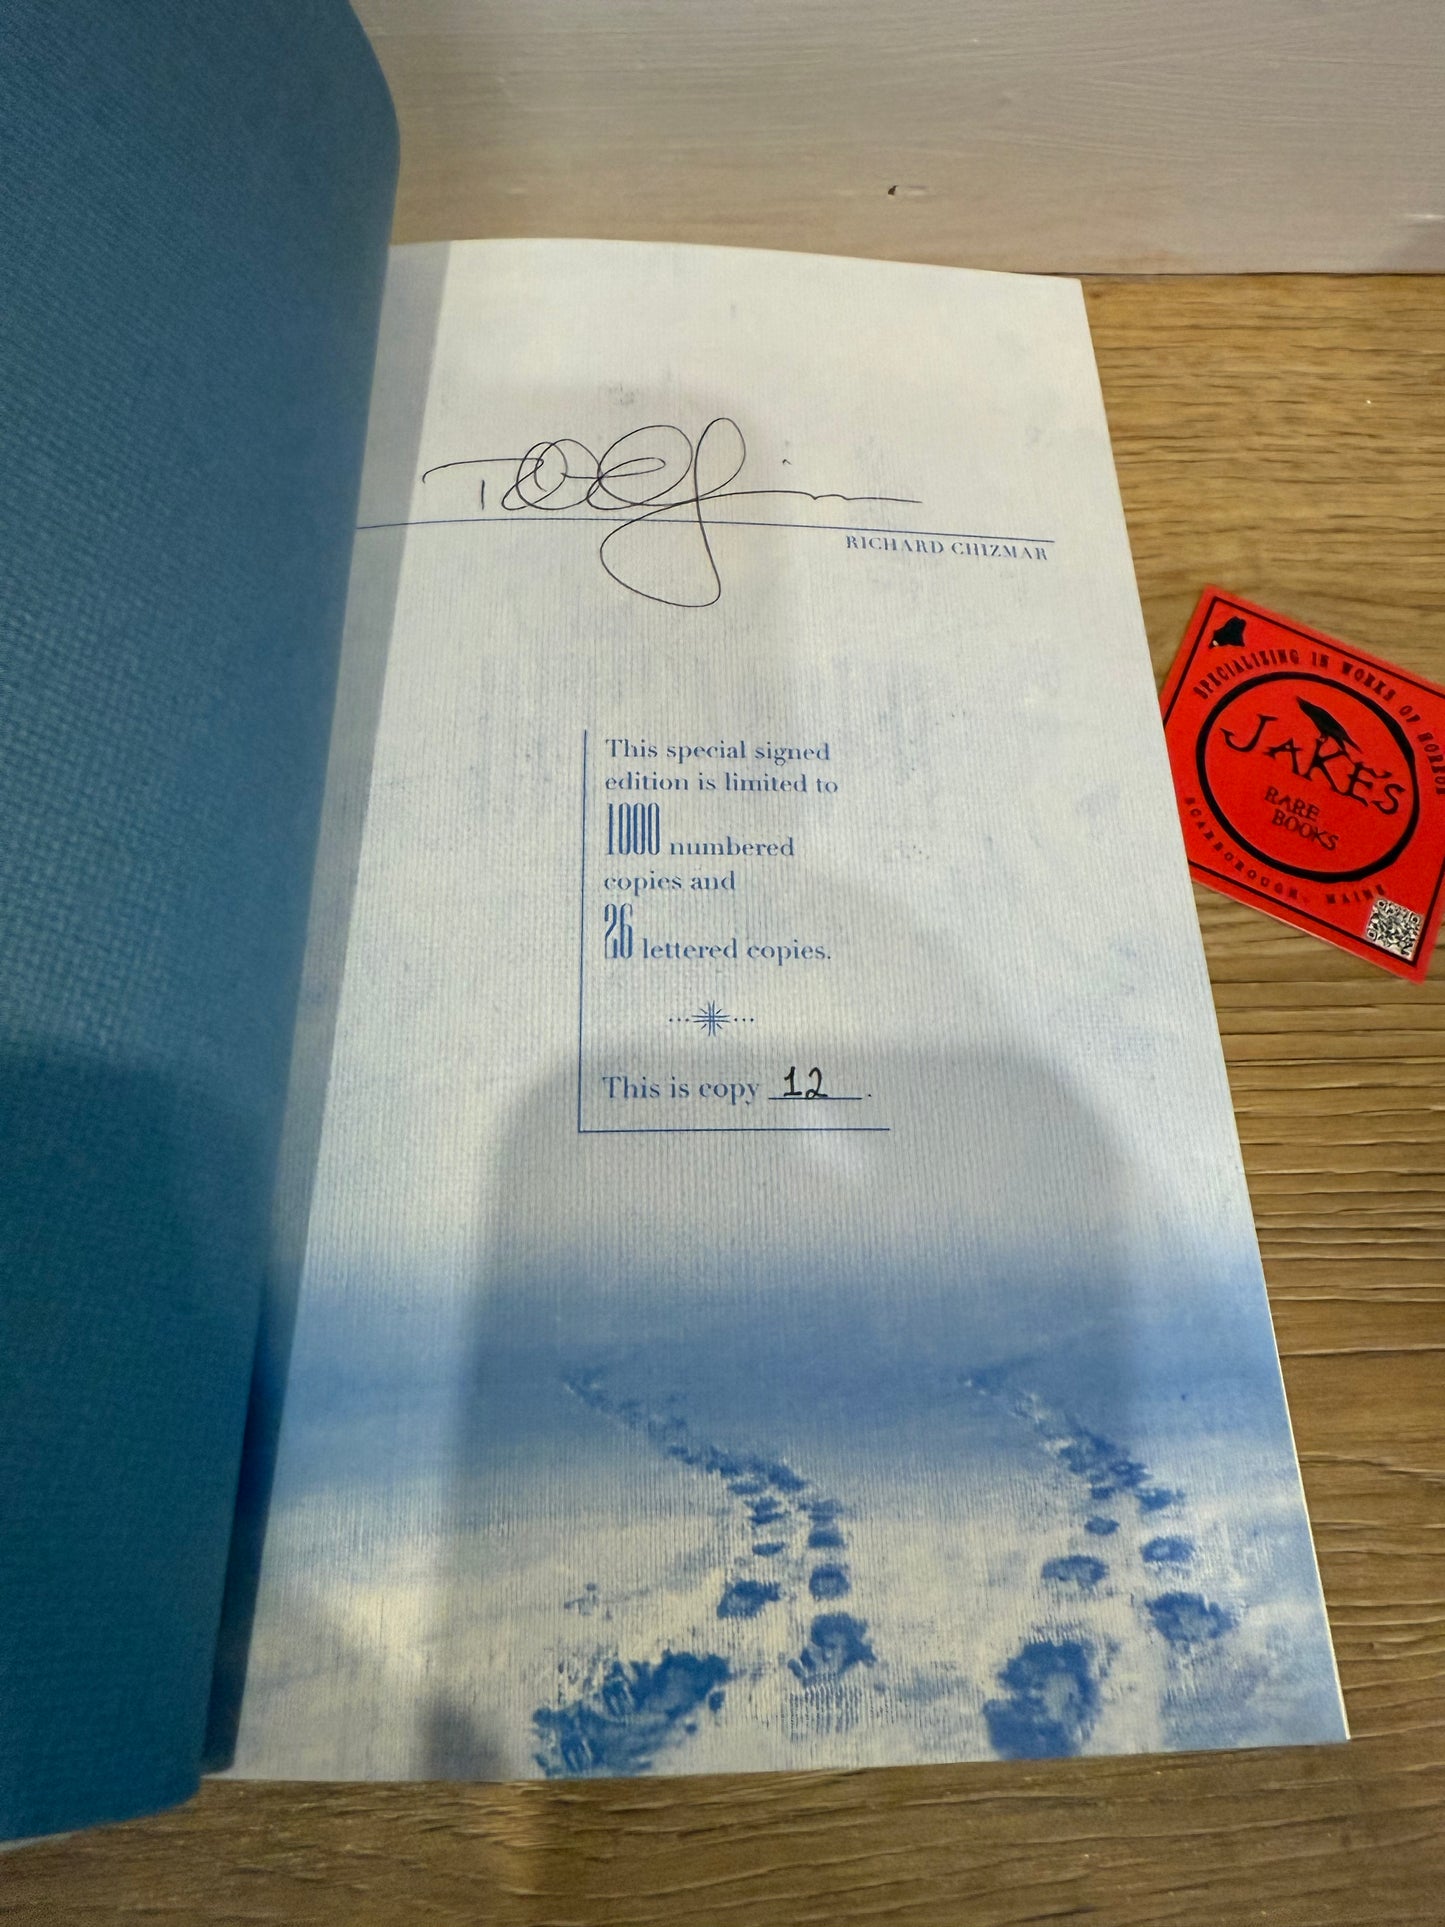 RICHARD CHIZMAR
This special signed
edition is limited to
1000 numbered
copies and
26 lettered copies.
This is copy 12.
SPECIALIZING IN WORKS OF HORROR
JAKE'S
RARE
BOOKS
SCARBOROUGH, MAINE